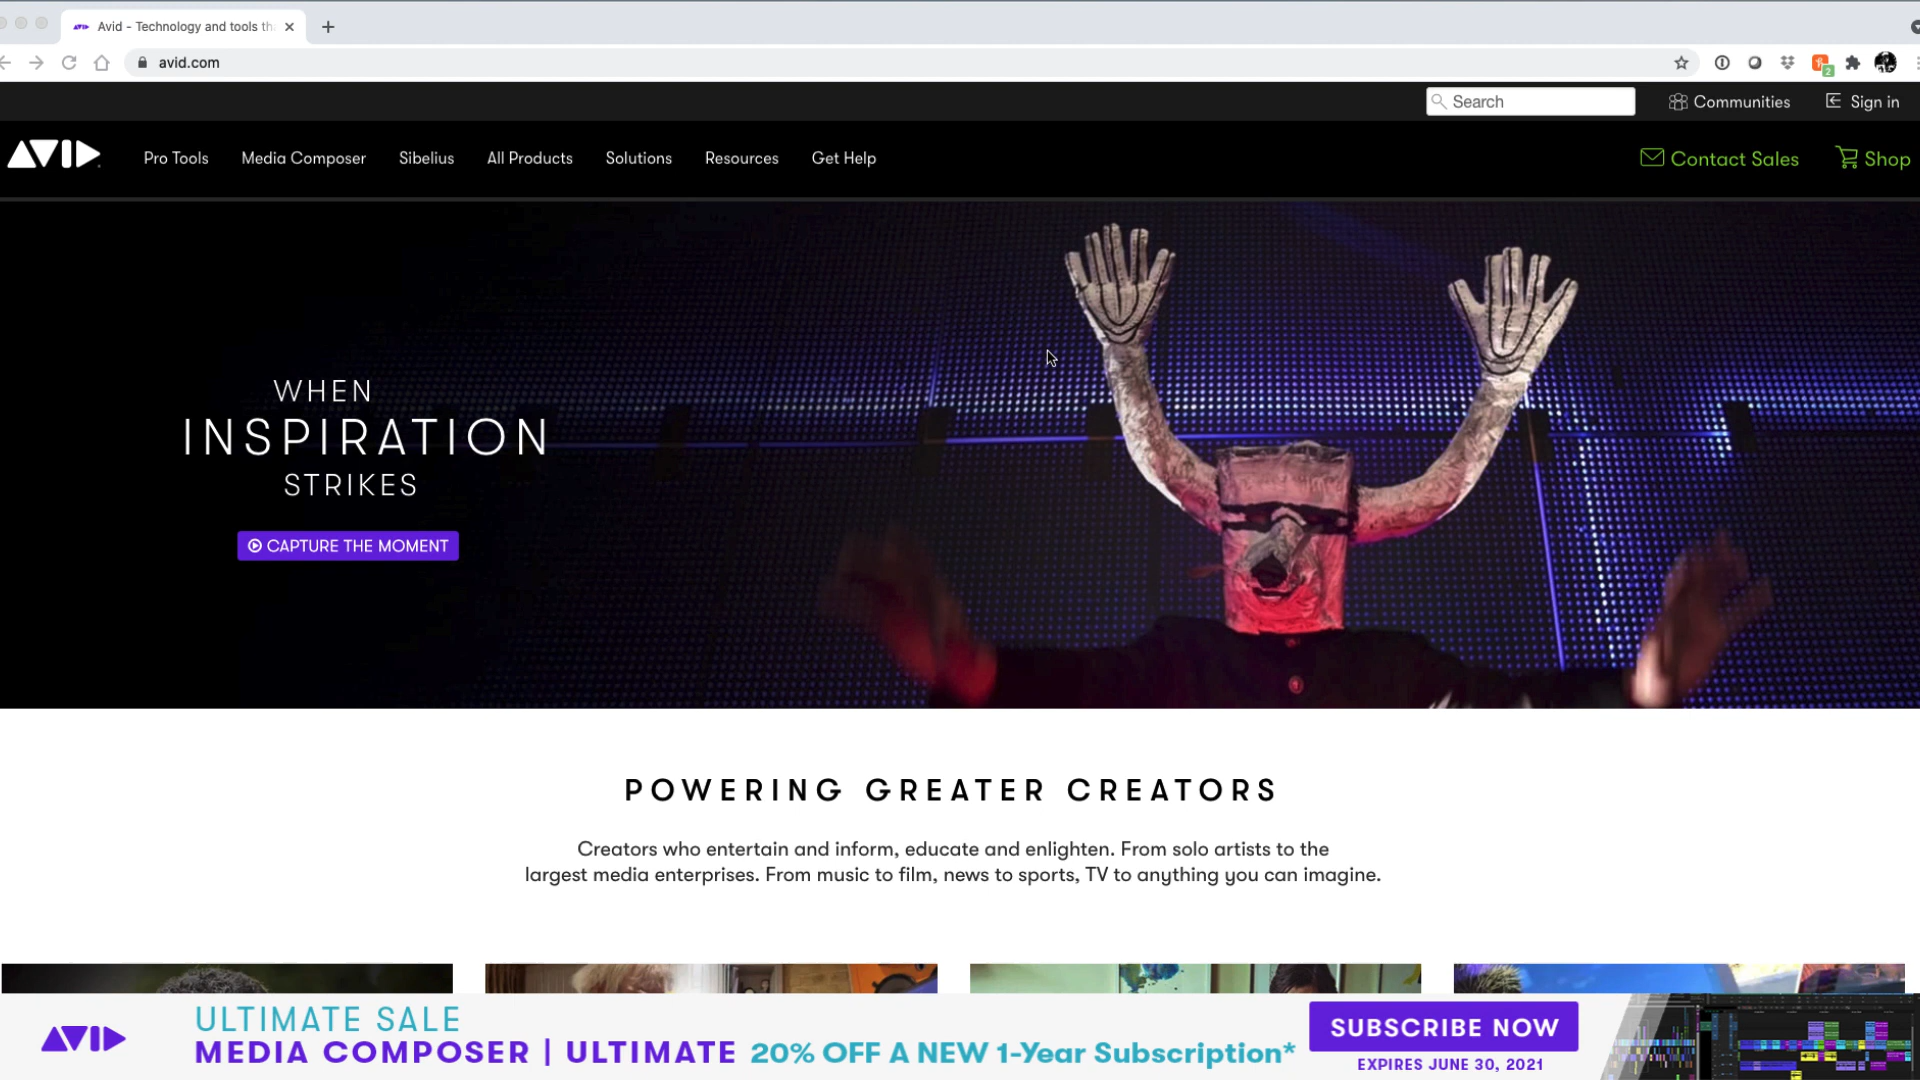 Avid - Technology and tools th
avid.com
2
Search
Communities
Sign in
AVID
Pro Tools
Media Composer
Sibelius
All Products
Solutions
Resources
Get Help
Contact Sales
Shop
WHEN
INSPIRATION
STRIKES
CAPTURE THE MOMENT
POWERING GREATER CREATORS
Creators who entertain and inform, educate and enlighten. From solo artists to the
largest media enterprises. From music to film, news to sports, TV to anything you can imagine.
AVID
ULTIMATE SALE
MEDIA COMPOSER | ULTIMATE 20% OFF A NEW 1-Year Subscription*
SUBSCRIBE NOW
EXPIRES JUNE 30, 2021